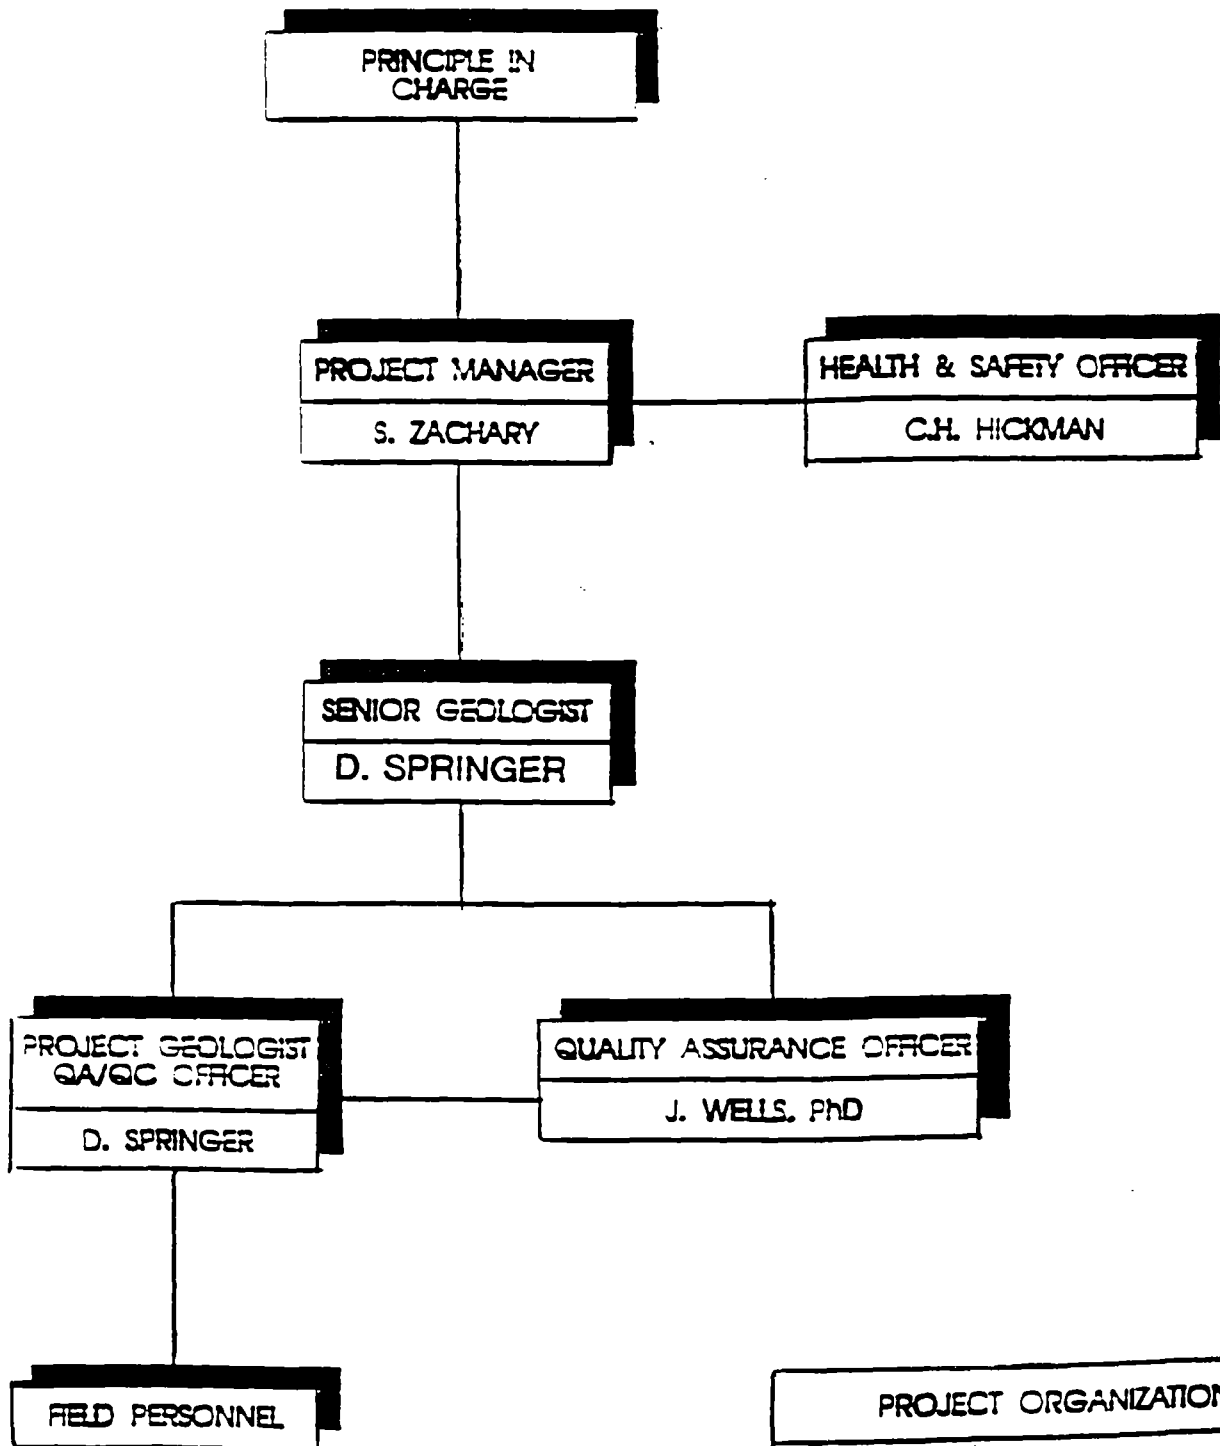 PRINCIPLE IN
CHARGE
PROJECT MANAGER
S. ZACHARY
HEALTH & SAFETY OFFICER
C.H. HICKMAN
SENIOR GEOLOGIST
D. SPRINGER
PROJECT GEOLOGIST
QA/QC OFFICER
D. SPRINGER
QUALITY ASSURANCE OFFICER
J. WELLS. PhD
FIELD PERSONNEL
PROJECT ORGANIZATION